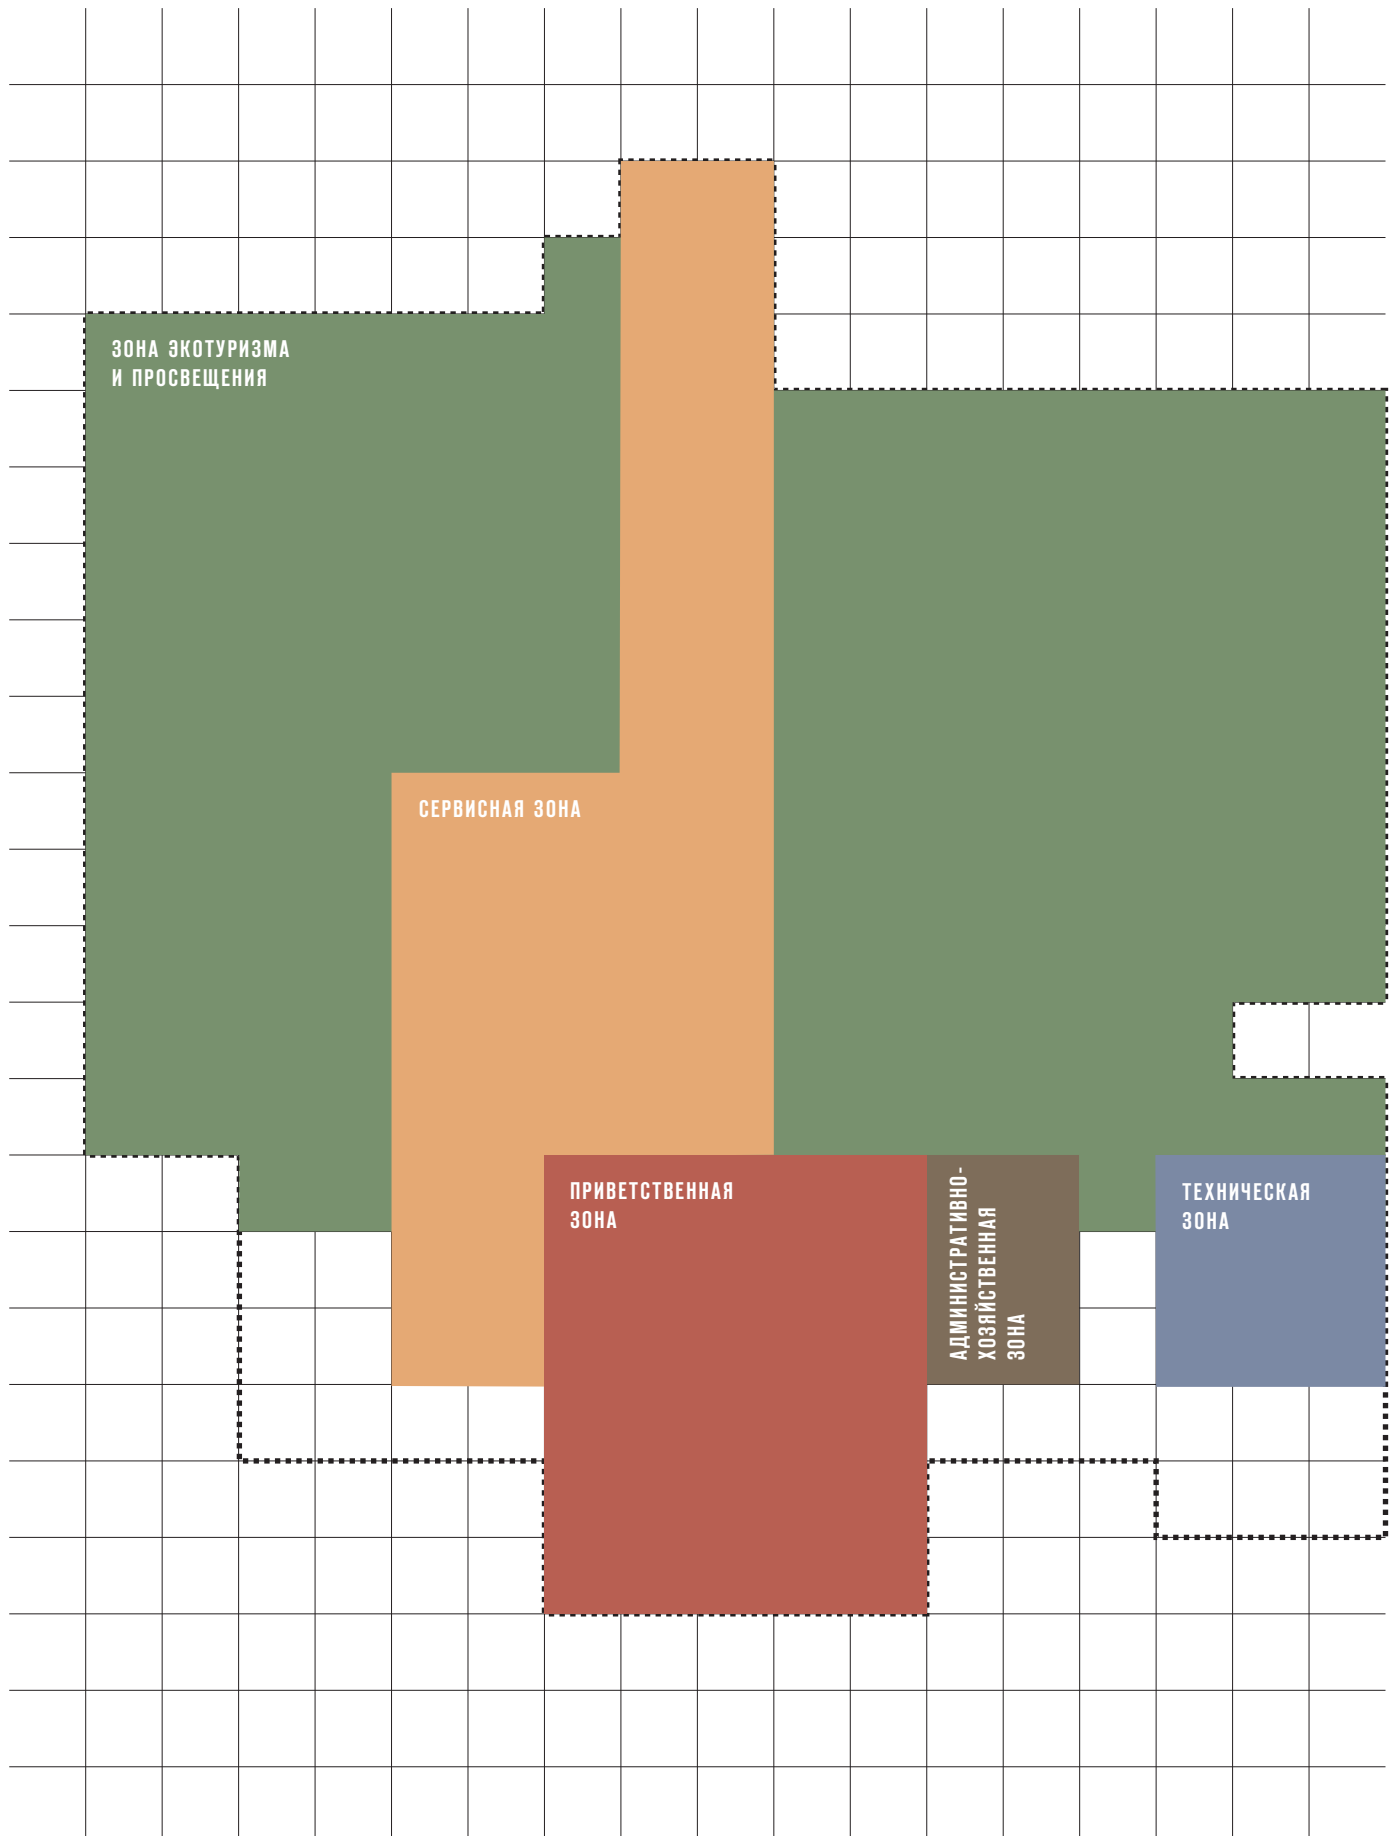 ЗОНА ЭКОТУРИЗМА
И ПРОСВЕЩЕНИЯ
СЕРВИСНАЯ ЗОНА
ПРИВЕТСТВЕННАЯ
ЗОНА
АДМИНИСТРАТИВНО-
ХОЗЯЙСТВЕННАЯ
ЗОНА
ТЕХНИЧЕСКАЯ
ЗОНА